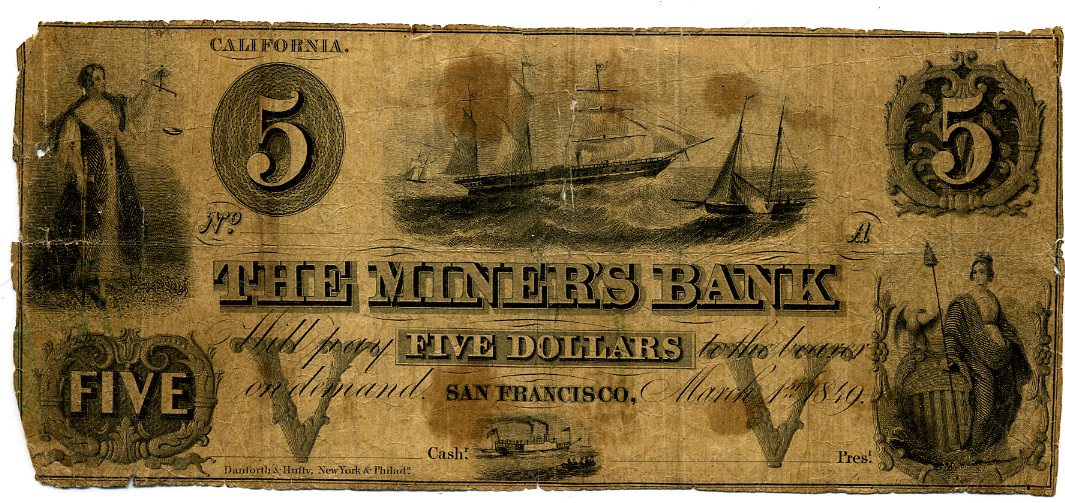 CALIFORNIA.
5
5
Nº
A
THE MINER'S BANK
Will pay FIVE DOLLARS to the bearer
on demand. SAN FRANCISCO, March 1st 1849.
FIVE
V
V
Cash.r
Pres.t
Danforth & Hufty, New York & Philad.a